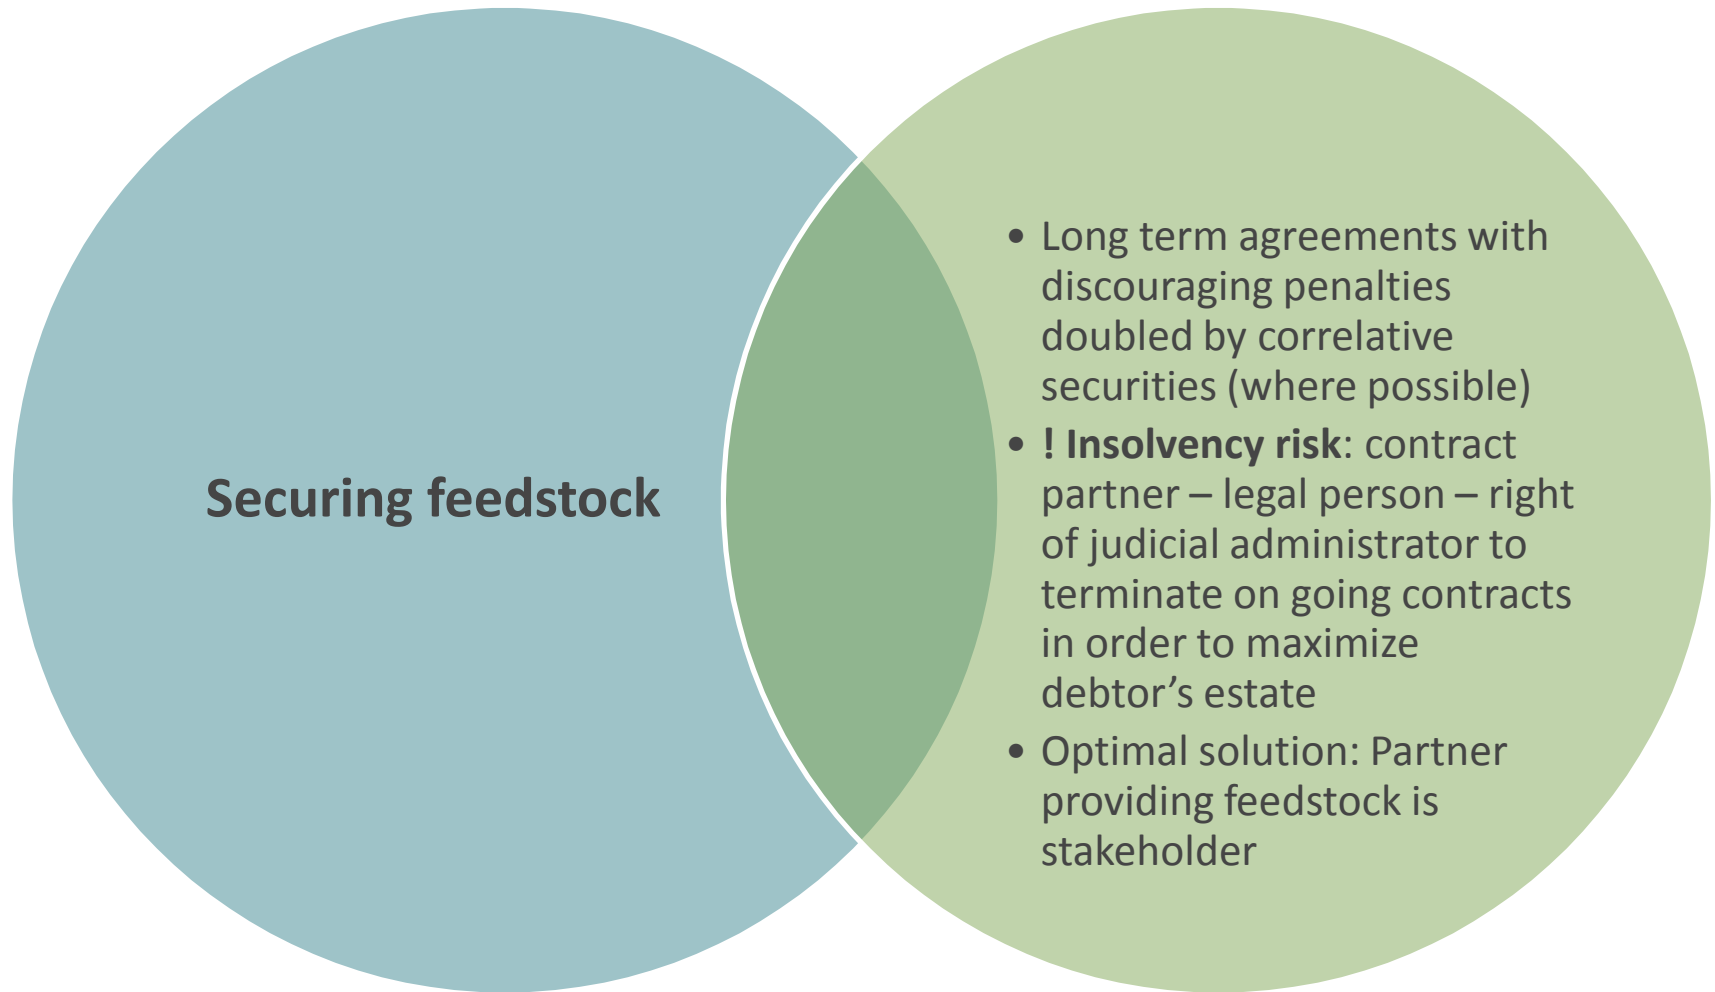 Securing feedstock
• Long term agreements with
discouraging penalties
doubled by correlative
securities (where possible)
• ! Insolvency risk: contract
partner – legal person – right
of judicial administrator to
terminate on going contracts
in order to maximize
debtor’s estate
• Optimal solution: Partner
providing feedstock is
stakeholder